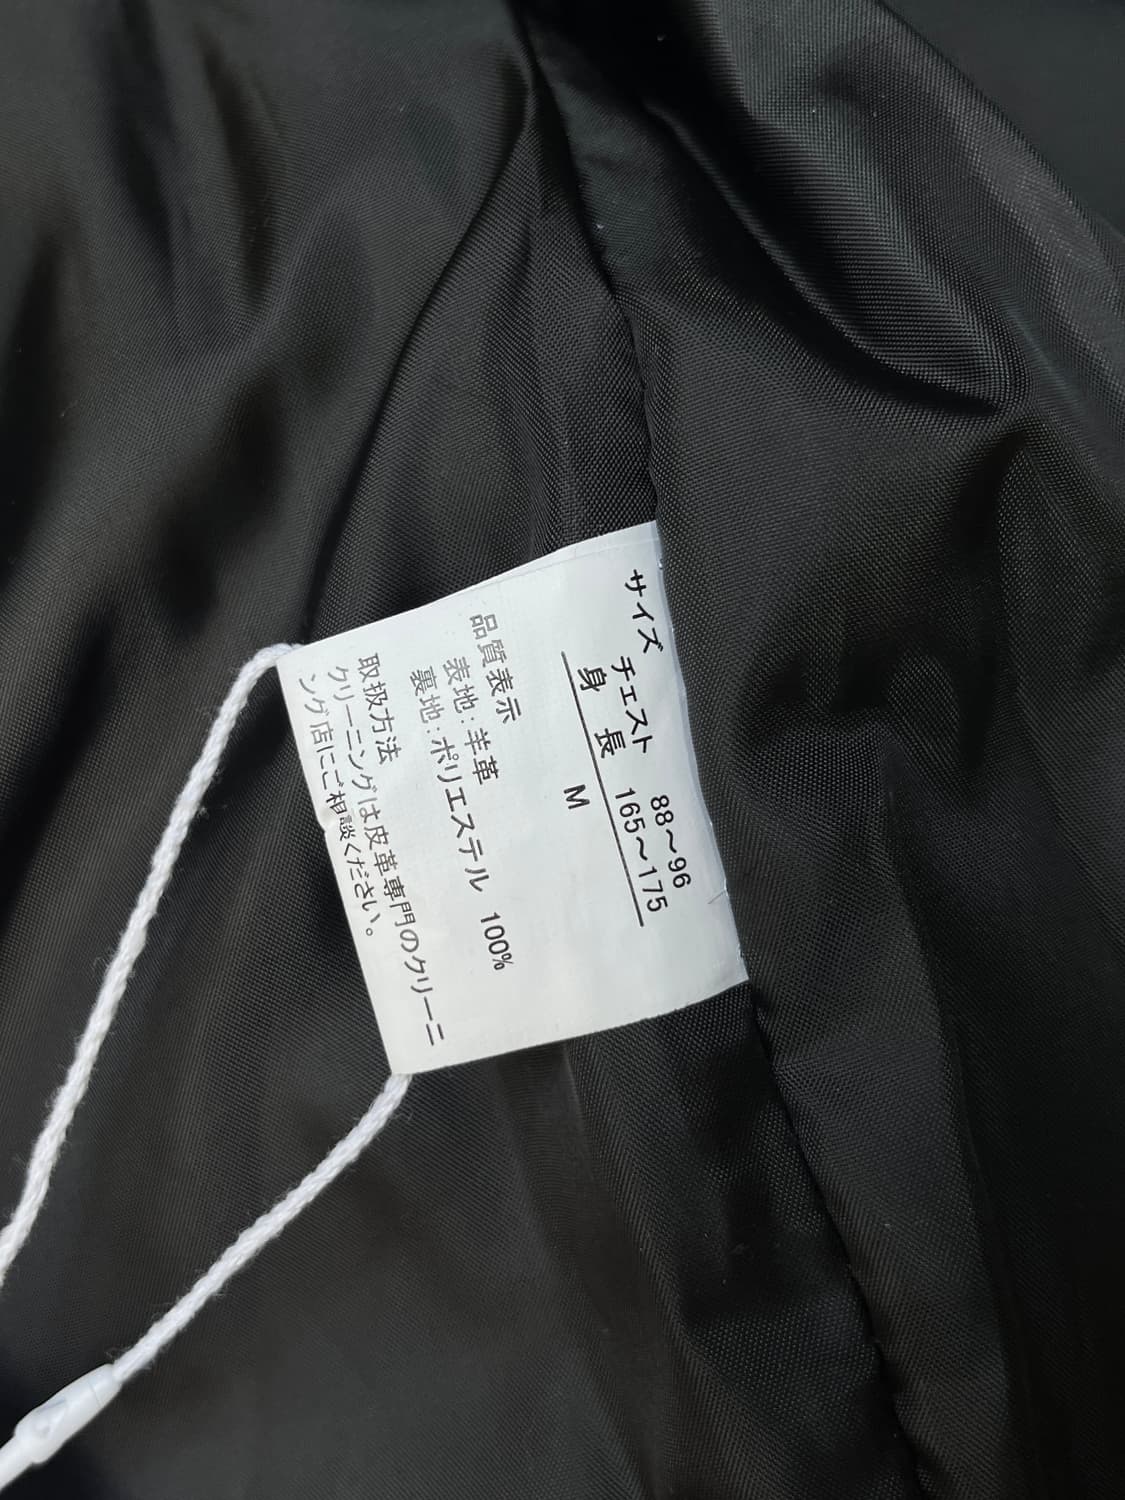 サイズ
チェスト 88～96
身 長 165～175
M
品質表示
表地：羊革
裏地：ポリエステル 100%
取扱方法
クリーニングは皮革専門のクリーニ
ング店にご相談ください。